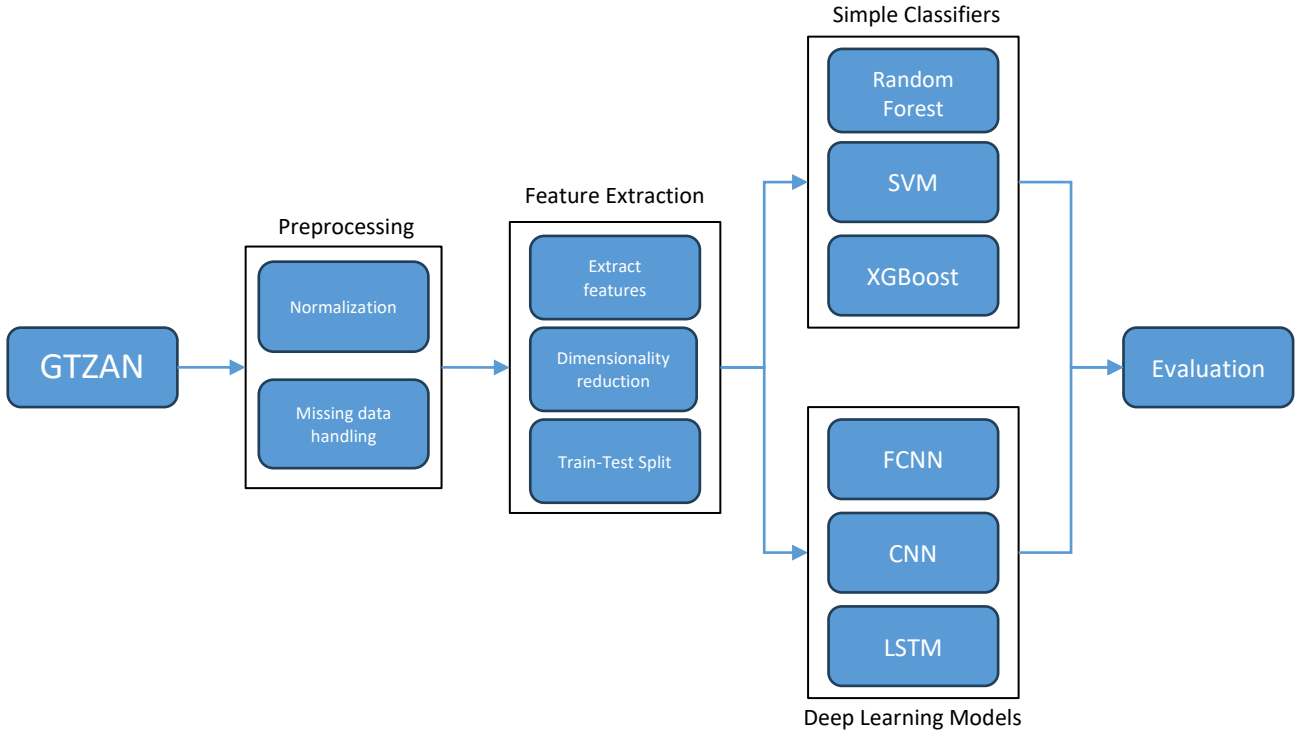 GTZAN
Preprocessing
Normalization
Missing data
handling
Feature Extraction
Extract
features
Dimensionality
reduction
Train-Test Split
Simple Classifiers
Random
Forest
SVM
XGBoost
FCNN
CNN
LSTM
Deep Learning Models
Evaluation